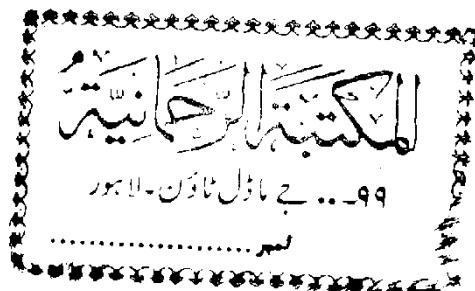 المكتبة الرحمانية
۹۹... جے ماڈل ٹاؤن۔ لاہور
نمبر......................